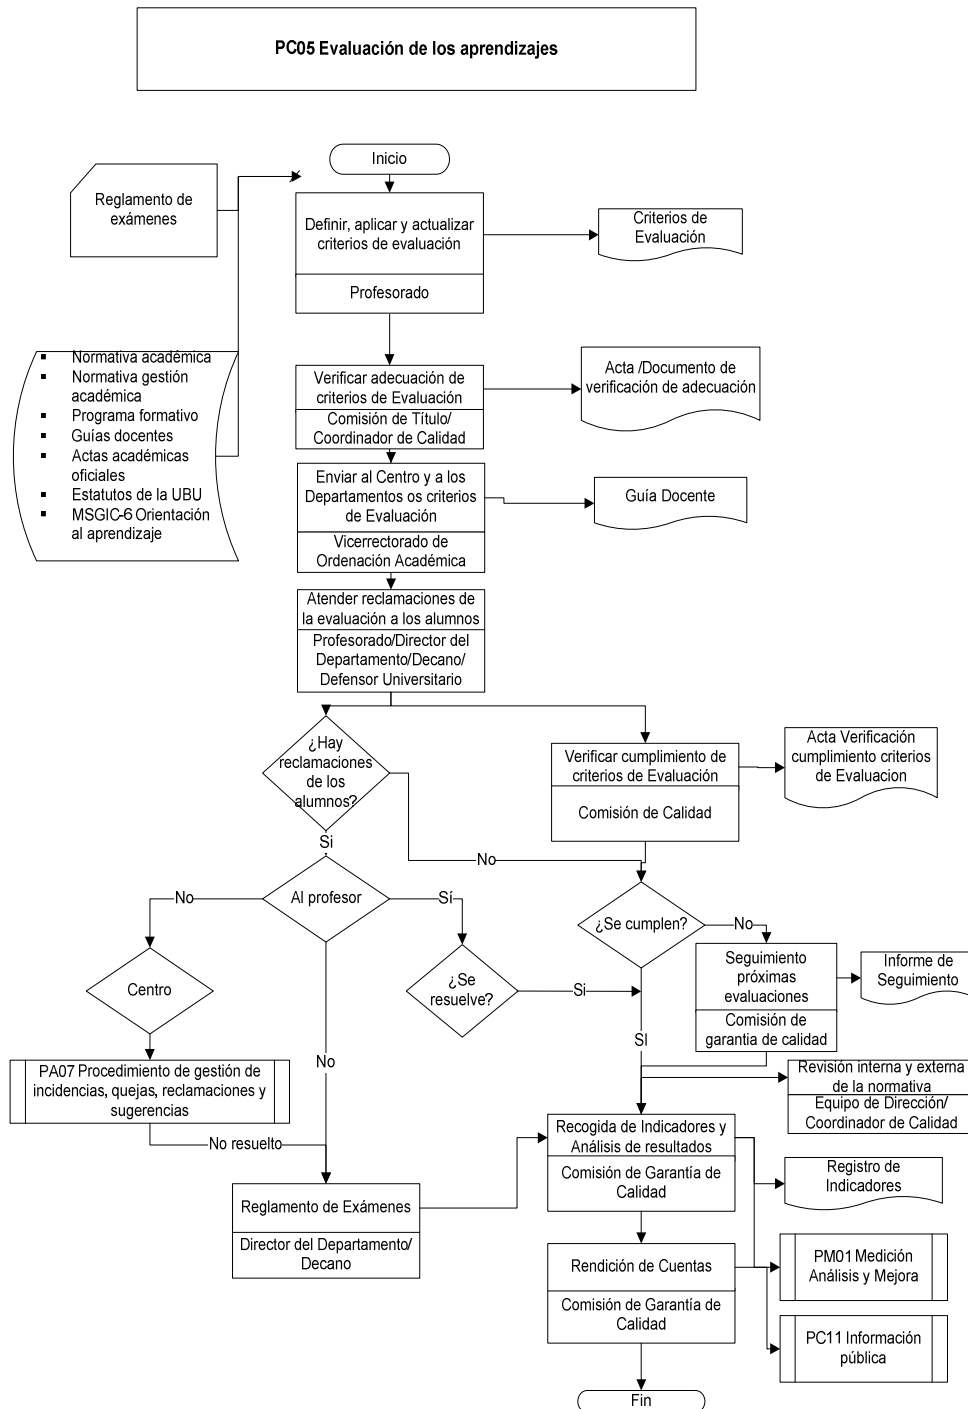 PC05 Evaluación de los aprendizajes
Inicio
Reglamento de
exámenes
Definir, aplicar y actualizar
criterios de evaluación
Profesorado
Criterios de
Evaluación
▪ Normativa académica
▪ Normativa gestión
académica
▪ Programa formativo
▪ Guías docentes
▪ Actas académicas
oficiales
▪ Estatutos de la UBU
▪ MSGIC-6 Orientación
al aprendizaje
Verificar adecuación de
criterios de Evaluación
Comisión de Título/
Coordinador de Calidad
Acta /Documento de
verificación de adecuación
Enviar al Centro y a los
Departamentos os criterios
de Evaluación
Vicerrectorado de
Ordenación Académica
Guía Docente
Atender reclamaciones de
la evaluación a los alumnos
Profesorado/Director del
Departamento/Decano/
Defensor Universitario
¿Hay
reclamaciones
de los
alumnos?
Verificar cumplimiento de
criterios de Evaluación
Comisión de Calidad
Acta Verificación
cumplimiento criterios
de Evaluacion
Si
No
Al profesor
No
Sí
¿Se cumplen?
No
Centro
¿Se
resuelve?
Si
Seguimiento
próximas
evaluaciones
Comisión de
garantia de calidad
Informe de
Seguimiento
SI
No
PA07 Procedimiento de gestión de
incidencias, quejas, reclamaciones y
sugerencias
Revisión interna y externa
de la normativa
Equipo de Dirección/
Coordinador de Calidad
No resuelto
Recogida de Indicadores y
Análisis de resultados
Comisión de Garantía de
Calidad
Registro de
Indicadores
Reglamento de Exámenes
Director del Departamento/
Decano
Rendición de Cuentas
Comisión de Garantía de
Calidad
PM01 Medición
Análisis y Mejora
PC11 Información
pública
Fin